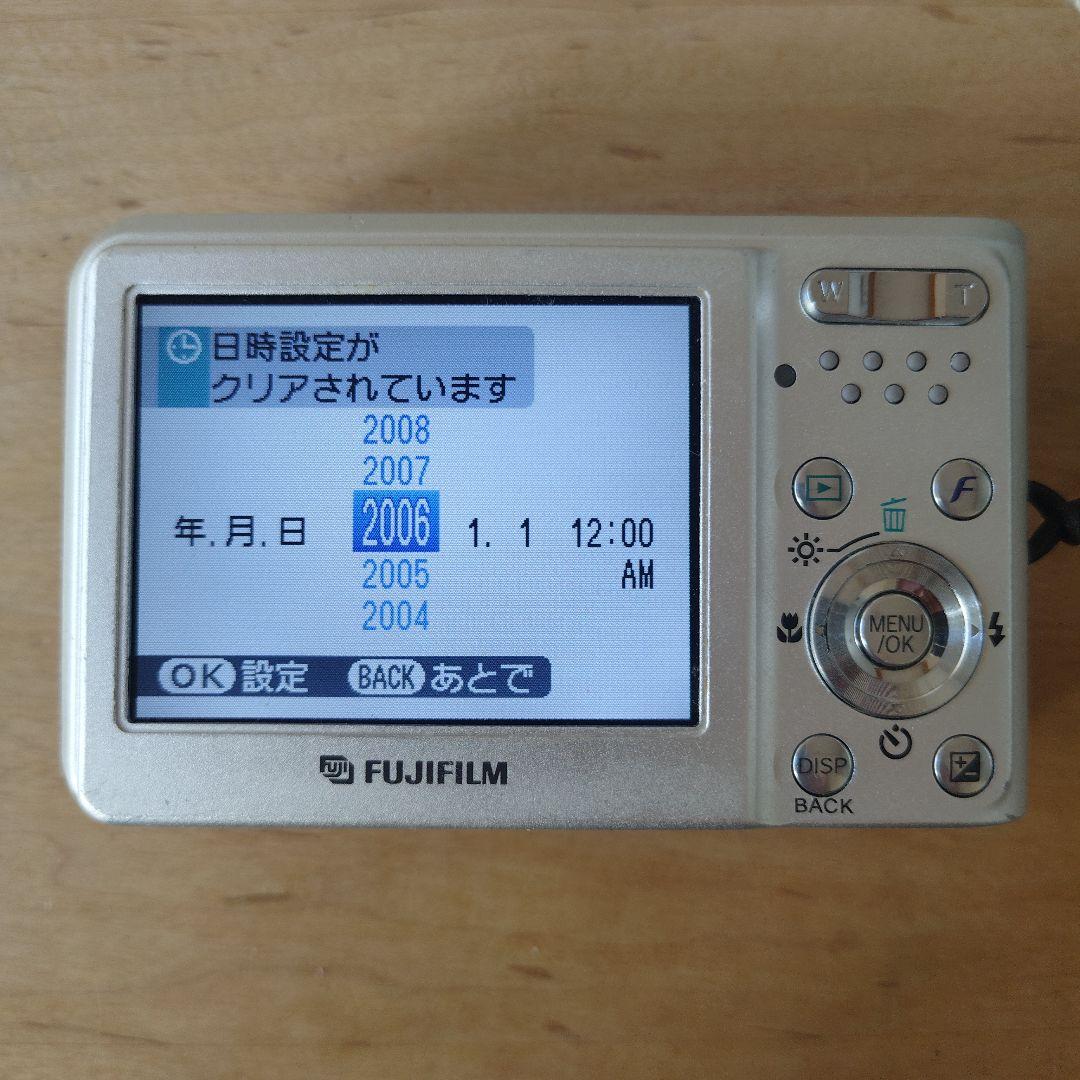 日時設定が
クリアされています
2008
2007
年.月.日 2006 1. 1 12:00
2005 AM
2004
OK 設定 BACK あとで
FUJI FUJIFILM
W T
F
MENU
/OK
DISP
BACK